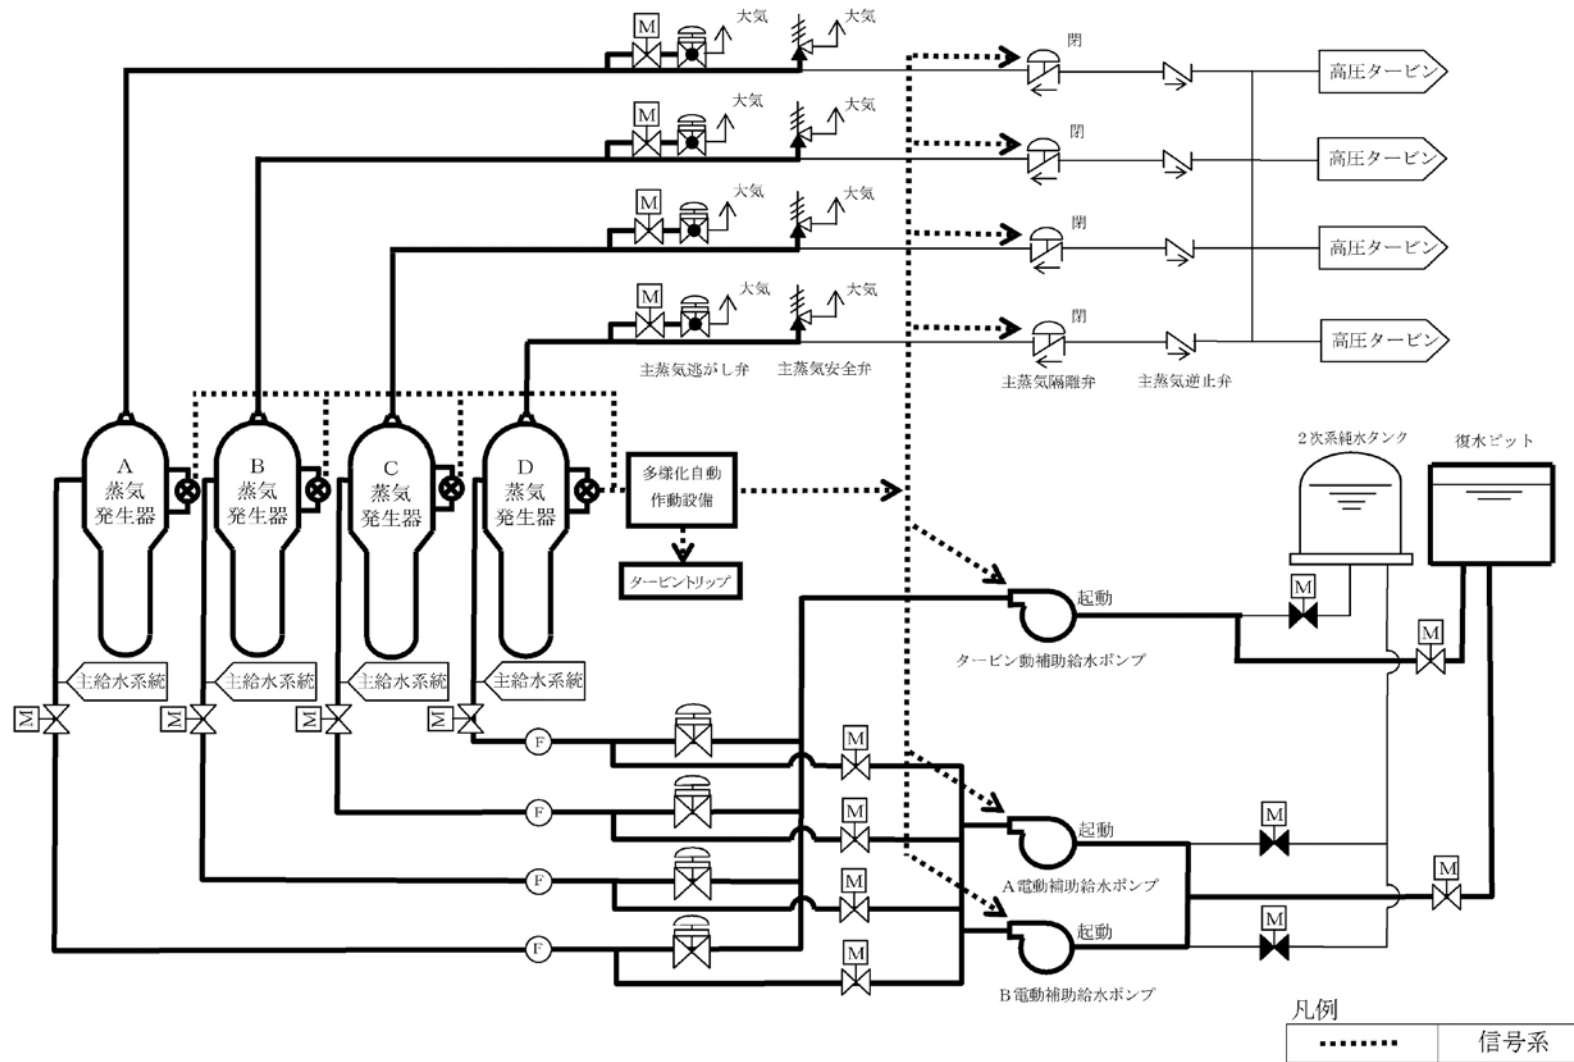 M
大気
大気
閉
高圧タービン
M
大気
大気
閉
高圧タービン
M
大気
大気
閉
高圧タービン
M
大気
大気
閉
高圧タービン
主蒸気逃がし弁
主蒸気安全弁
主蒸気隔離弁
主蒸気逆止弁
A
蒸気
発生器
B
蒸気
発生器
C
蒸気
発生器
D
蒸気
発生器
多様化自動
作動設備
タービントリップ
2次系純水タンク
復水ピット
起動
タービン動補助給水ポンプ
M
M
主給水系統
主給水系統
主給水系統
主給水系統
M
M
M
M
F
M
F
M
F
M
F
M
起動
A電動補助給水ポンプ
M
M
起動
B電動補助給水ポンプ
M
凡例
信号系